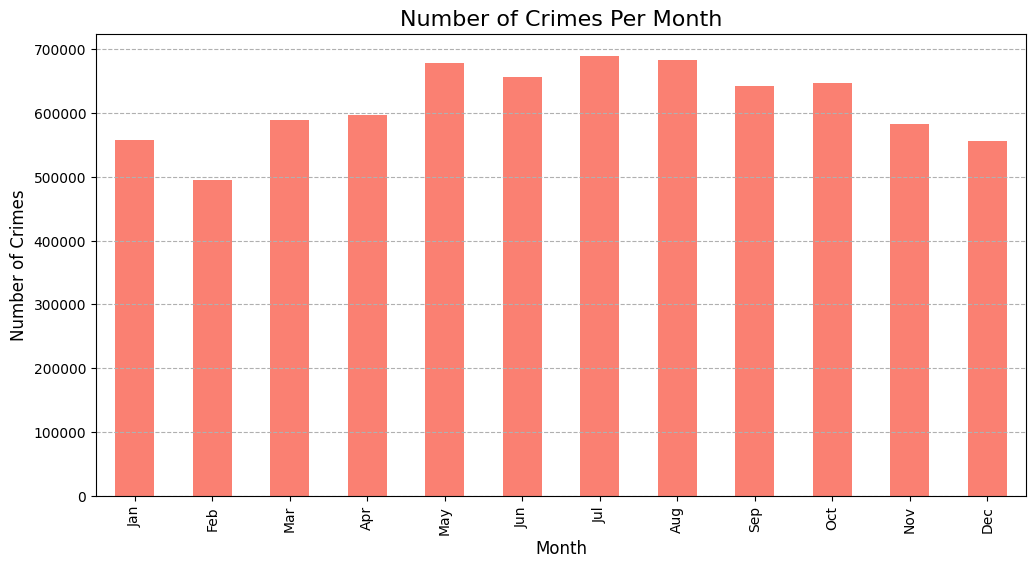 Number of Crimes Per Month
Number of Crimes
700000
600000
500000
400000
300000
200000
100000
0
Jan
Feb
Mar
Apr
May
Jun
Jul
Aug
Sep
Oct
Nov
Dec
Month